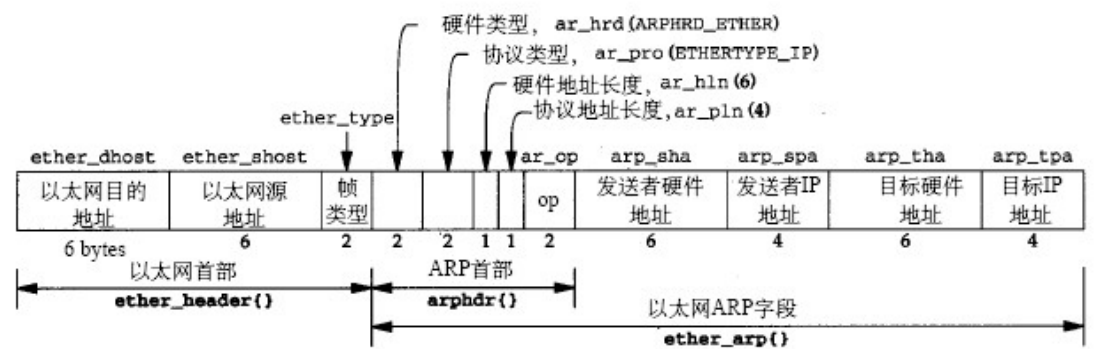 硬件类型，ar_hrd(ARPHRD_ETHER)
协议类型，ar_pro(ETHERTYPE_IP)
硬件地址长度，ar_hln(6)
协议地址长度,ar_pln(4)
ether_type
ether_dhost ether_shost ar_op arp_sha arp_spa arp_tha arp_tpa
以太网目的 以太网源 帧 发送者硬件 发送者IP 目标硬件 目标IP
地址 地址 类型 op 地址 地址 地址 地址
6 bytes 6 2 2 2 1 1 2 6 4 6 4
以太网首部 ARP首部
ether_header{} arphdr{}
以太网ARP字段
ether_arp{}